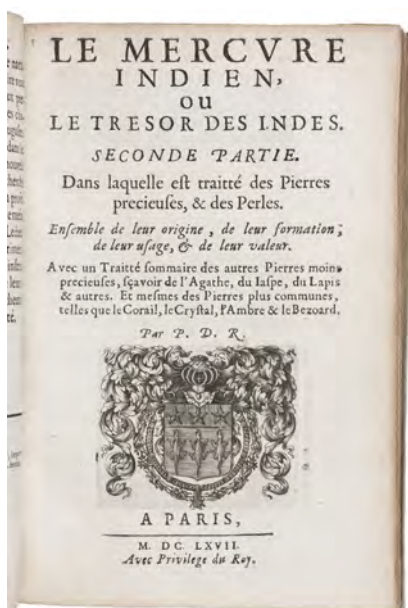 LE MERCVRE
INDIEN,
OU
LE TRESOR DES INDES.
SECONDE PARTIE.
Dans laquelle eſt traitté des Pierres
precieuſes, & des Perles.
Enſemble de leur origine, de leur formation;
de leur uſage, & de leur valeur.
Avec un Traitté ſommaire des autres Pierres moins
precieuſes, ſçavoir de l'Agathe, du Iaſpe, du Lapis
& autres. Et meſmes des Pierres plus communes,
telles que le Corail, le Cryſtal, l'Ambre & le Bezoard.
Par P. D. R.
A PARIS,
M. DC. LXVII.
Avec Privilege du Roy.